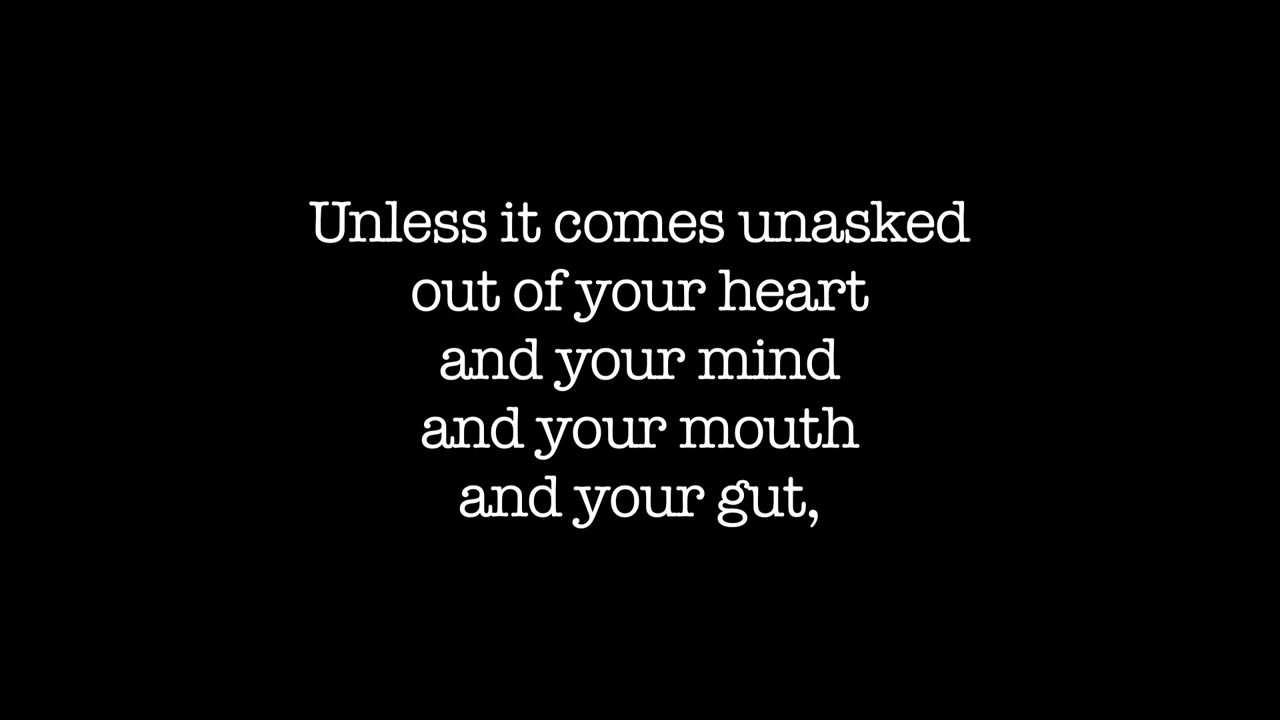 Unless it comes unasked
out of your heart
and your mind
and your mouth
and your gut,